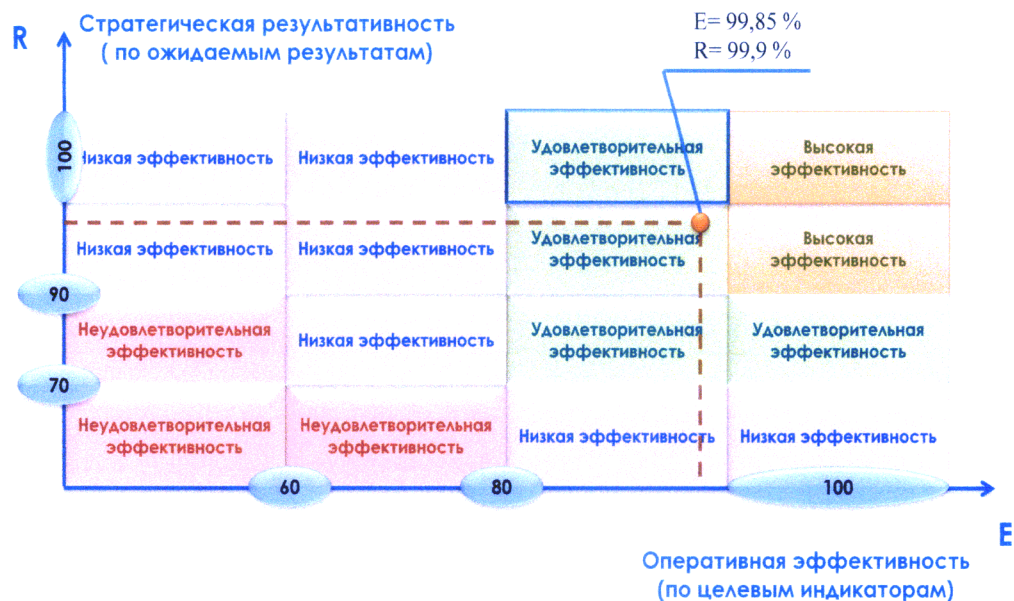 R
Стратегическая результативность
( по ожидаемым результатам)
E= 99,85 %
R= 99,9 %
100
Низкая эффективность
Низкая эффективность
Удовлетворительная
эффективность
Высокая
эффективность
Низкая эффективность
Низкая эффективность
Удовлетворительная
эффективность
Высокая
эффективность
90
Неудовлетворительная
эффективность
Низкая эффективность
Удовлетворительная
эффективность
Удовлетворительная
эффективность
70
Неудовлетворительная
эффективность
Неудовлетворительная
эффективность
Низкая эффективность
Низкая эффективность
60
80
100
E
Оперативная эффективность
(по целевым индикаторам)